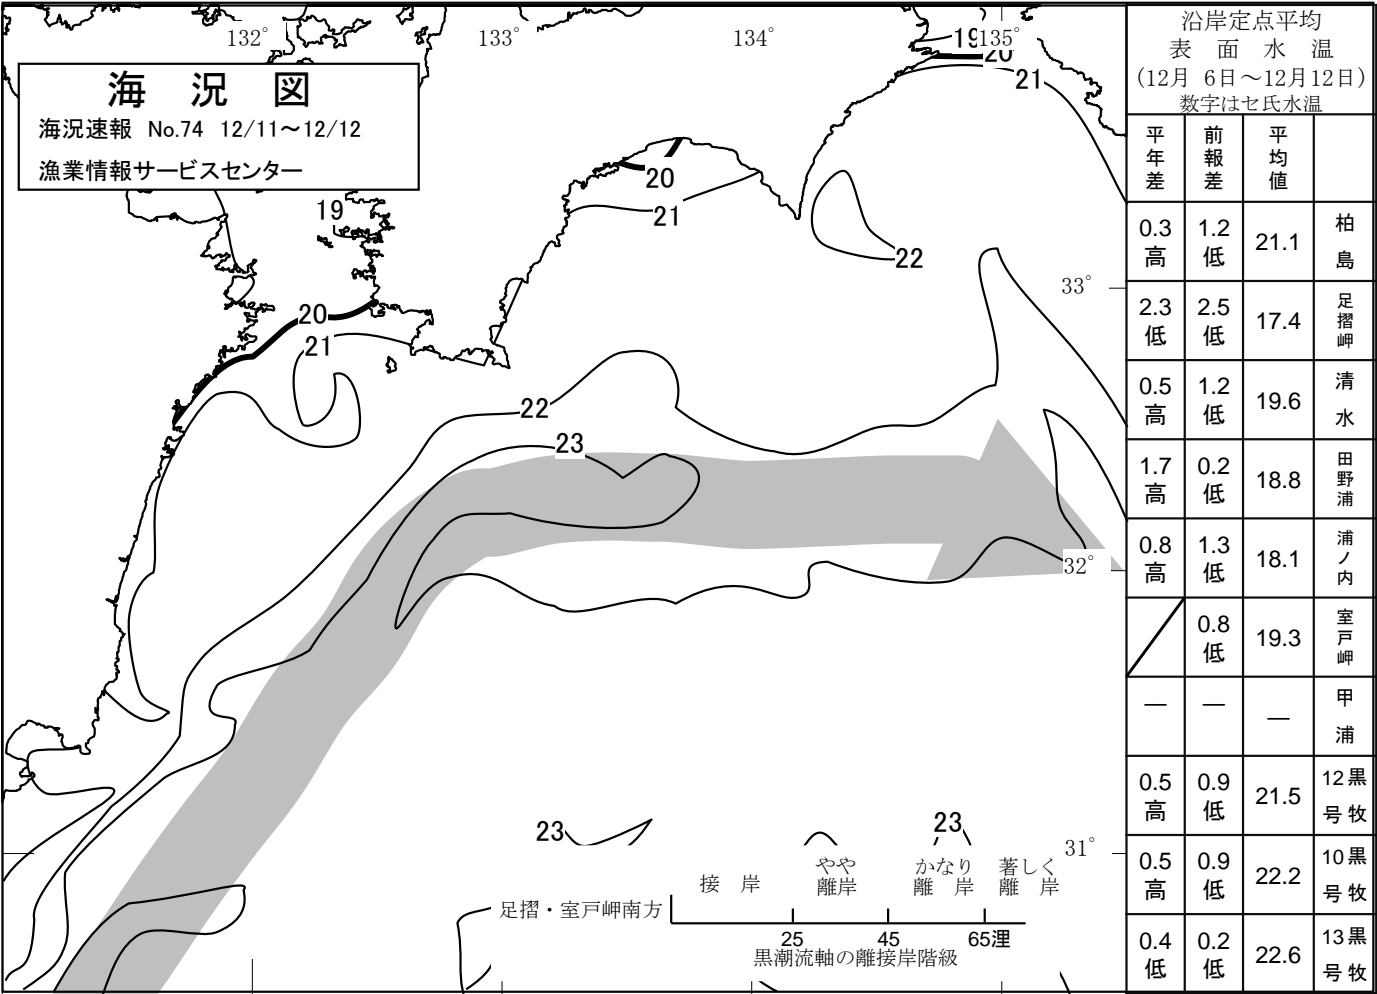 海況図
海況速報 No.74 12/11～12/12
漁業情報サービスセンター
132°
133°
134°
135°
19
20
21
19
20
21
22
33°
20
21
22
23
32°
23
23
31°
接岸
やや離岸
かなり離岸
著しく離岸
足摺・室戸岬南方
25 45 65浬
黒潮流軸の離接岸階級
沿岸定点平均
表面水温
(12月 6日～12月12日)
数字はセ氏水温
平年差 前報差 平均値
0.3高 1.2低 21.1 柏島
2.3低 2.5低 17.4 足摺岬
0.5高 1.2低 19.6 清水
1.7高 0.2低 18.8 田野浦
0.8高 1.3低 18.1 浦ノ内
0.8低 19.3 室戸岬
— — — 甲浦
0.5高 0.9低 21.5 黒牧12号
0.5高 0.9低 22.2 黒牧10号
0.4低 0.2低 22.6 黒牧13号